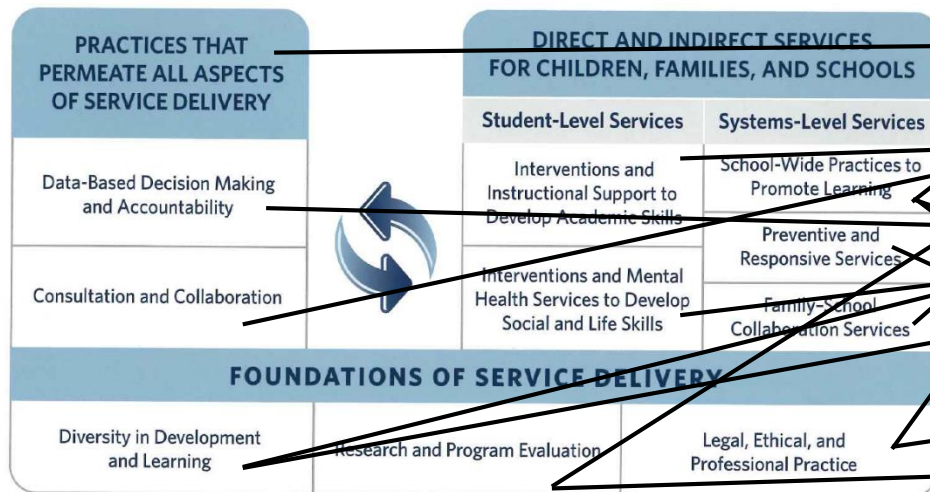 PRACTICES THAT
PERMEATE ALL ASPECTS
OF SERVICE DELIVERY
Data-Based Decision Making
and Accountability
Consultation and Collaboration
DIRECT AND INDIRECT SERVICES
FOR CHILDREN, FAMILIES, AND SCHOOLS
Student-Level Services
Interventions and
Instructional Support to
Develop Academic Skills
Interventions and Mental
Health Services to Develop
Social and Life Skills
Systems-Level Services
School-Wide Practices to
Promote Learning
Preventive and
Responsive Services
Family–School
Collaboration Services
FOUNDATIONS OF SERVICE DELIVERY
Diversity in Development
and Learning
Research and Program Evaluation
Legal, Ethical, and
Professional Practice